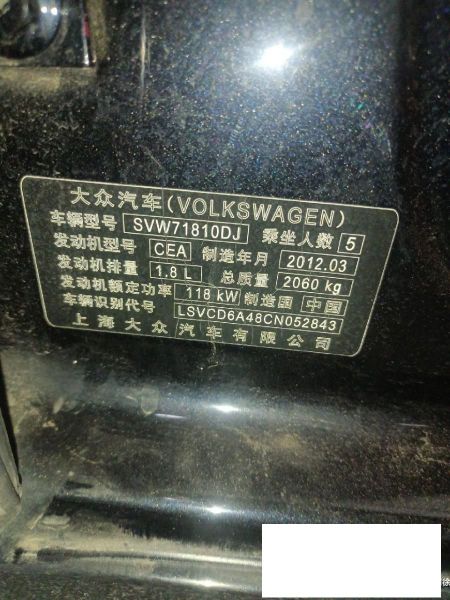 大众汽车(VOLKSWAGEN)
车辆型号 SVW71810DJ 乘坐人数 5
发动机型号 CEA 制造年月 2012.03
发动机排量 1.8 L 总质量 2060 kg
发动机额定功率 118 kW 制造国 中国
车辆识别代号 LSVCD6A48CN052843
上海大众汽车有限公司
徐